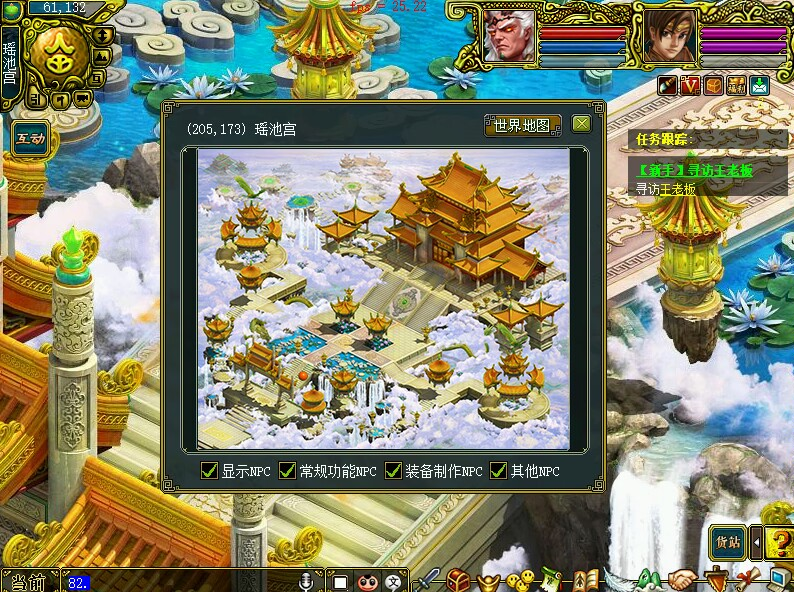 61,132
fps = 25.22
瑶池宫
互动
(205,173) 瑶池宫
世界地图
任务跟踪:
【新手】寻访王老板
寻访王老板
显示NPC
常规功能NPC
装备制作NPC
其他NPC
货站
当前
82.
文